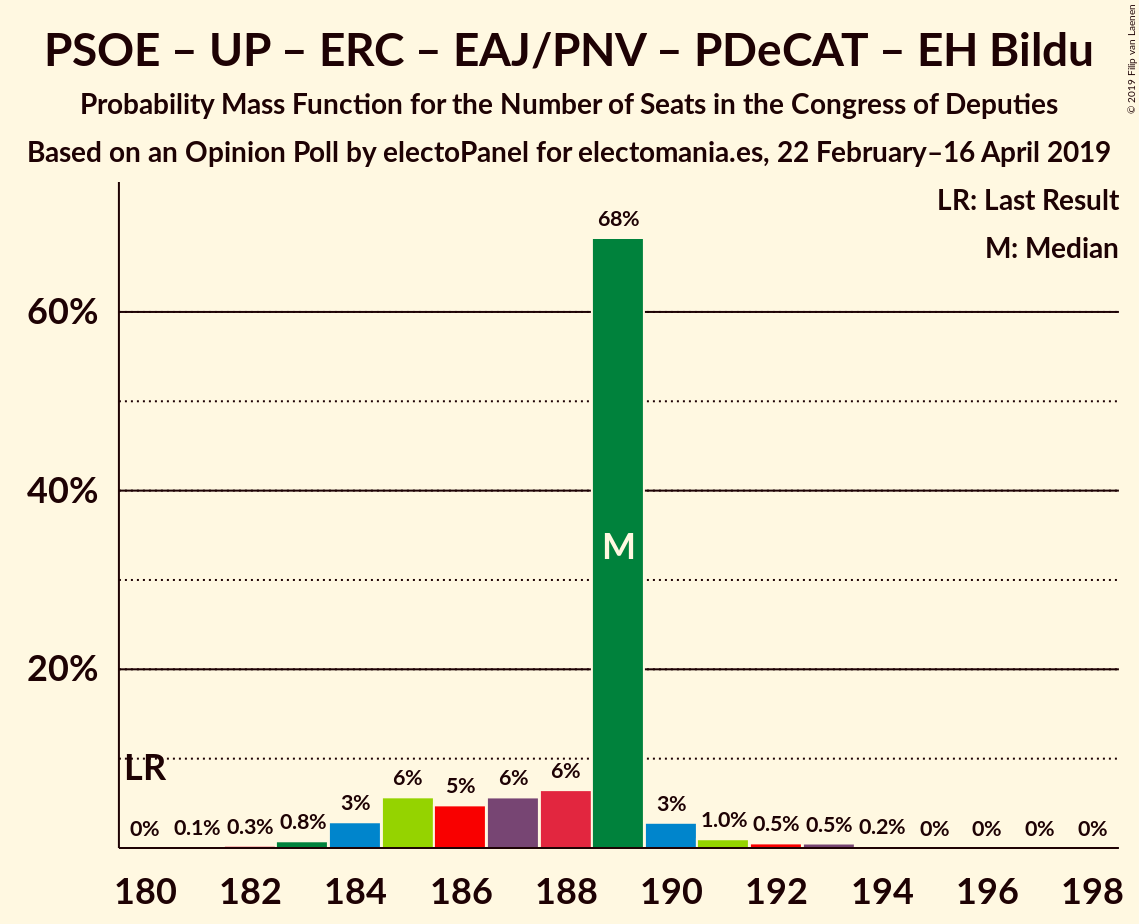 PSOE – UP – ERC – EAJ/PNV – PDeCAT – EH Bildu
Probability Mass Function for the Number of Seats in the Congress of Deputies
Based on an Opinion Poll by electoPanel for electomania.es, 22 February–16 April 2019
© 2019 Filip van Laenen
LR: Last Result
M: Median
68%
60%
M
40%
20%
LR
0% 0.1% 0.3% 0.8% 3% 6% 5% 6% 6% 3% 1.0% 0.5% 0.5% 0.2% 0% 0% 0% 0%
180 182 184 186 188 190 192 194 196 198